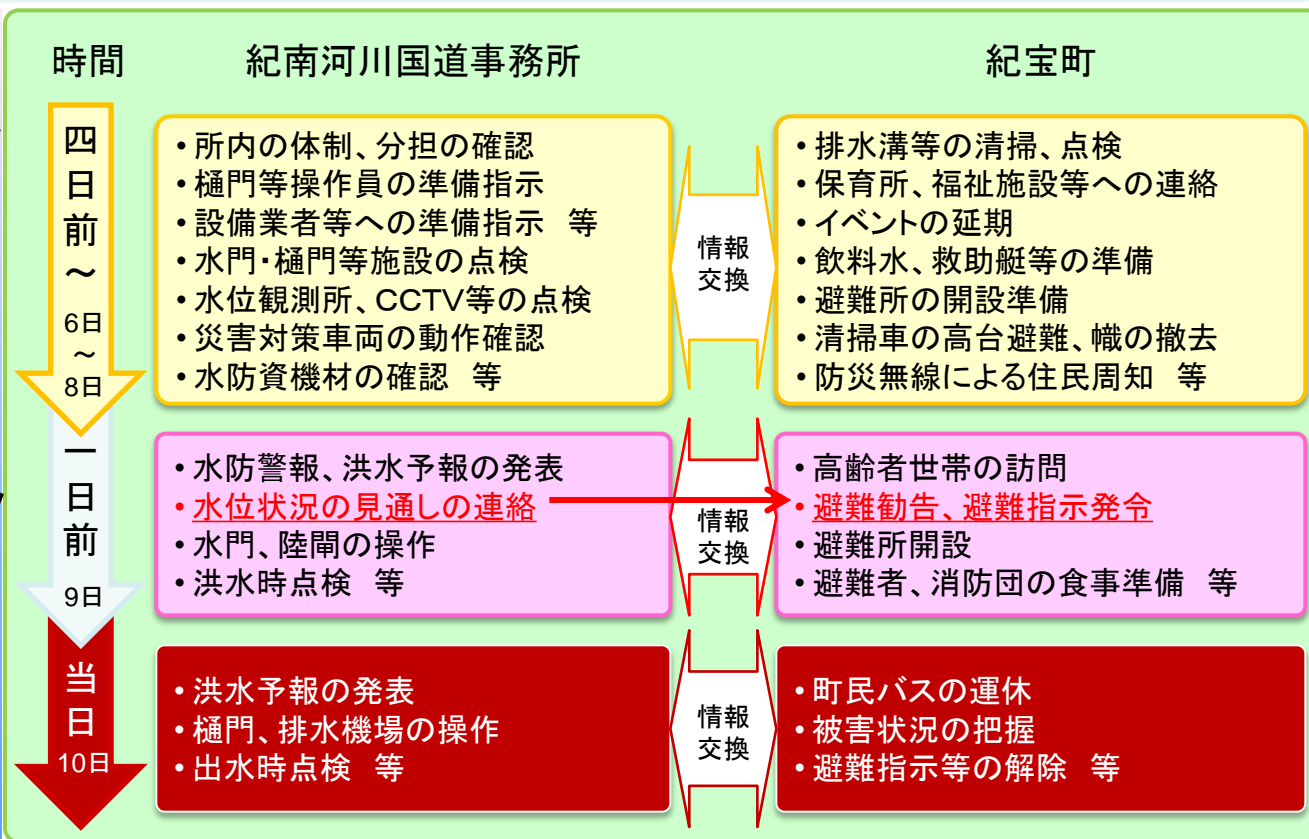 時間 紀南河川国道事務所 紀宝町
四日前～
6日
～
8日
・所内の体制、分担の確認
・樋門等操作員の準備指示
・設備業者等への準備指示　等
・水門・樋門等施設の点検
・水位観測所、CCTV等の点検
・災害対策車両の動作確認
・水防資機材の確認　等
情報
交換
・排水溝等の清掃、点検
・保育所、福祉施設等への連絡
・イベントの延期
・飲料水、救助艇等の準備
・避難所の開設準備
・清掃車の高台避難、幟の撤去
・防災無線による住民周知　等
一日前
9日
・水防警報、洪水予報の発表
・水位状況の見通しの連絡
・水門、陸閘の操作
・洪水時点検　等
情報
交換
・高齢者世帯の訪問
・避難勧告、避難指示発令
・避難所開設
・避難者、消防団の食事準備　等
当日
10日
・洪水予報の発表
・樋門、排水機場の操作
・出水時点検　等
情報
交換
・町民バスの運休
・被害状況の把握
・避難指示等の解除　等